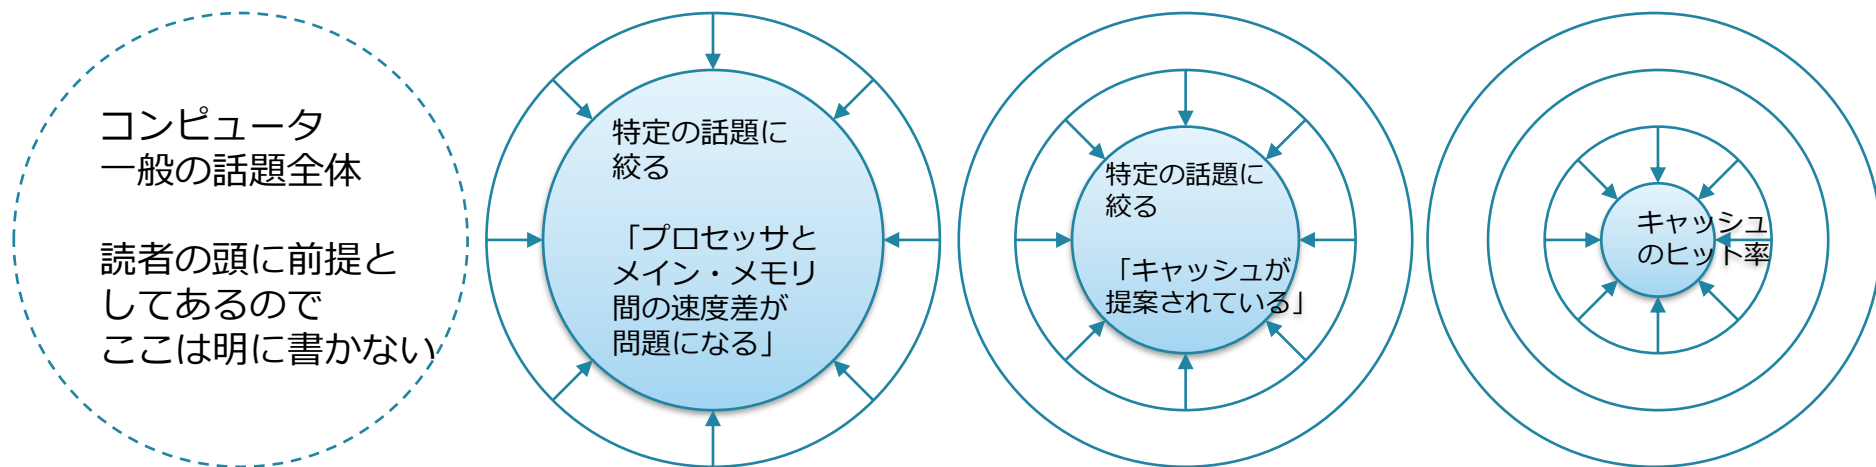 コンピュータ
一般の話題全体
読者の頭に前提と
してあるので
ここは明に書かない
特定の話題に
絞る
「プロセッサと
メイン・メモリ
間の速度差が
問題になる」
特定の話題に
絞る
「キャッシュが
提案されている」
キャッシュ
のヒット率